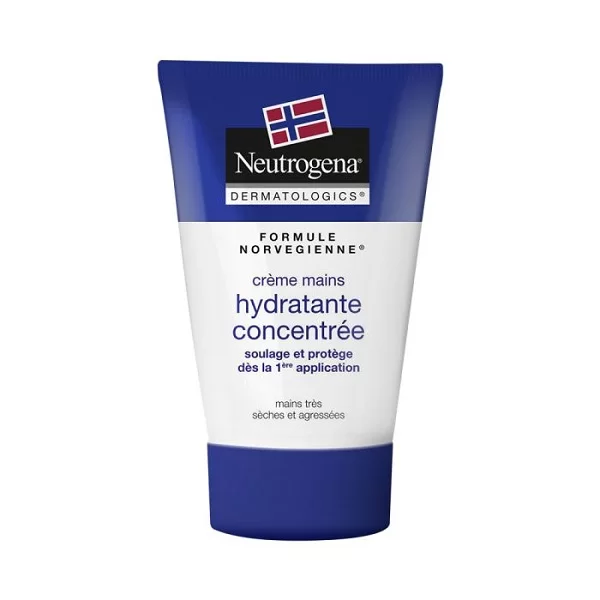 Neutrogena®
DERMATOLOGICS®
FORMULE
NORVEGIENNE®
crème mains
hydratante
concentrée
soulage et protège
dès la 1ère application
mains très
sèches et agressées